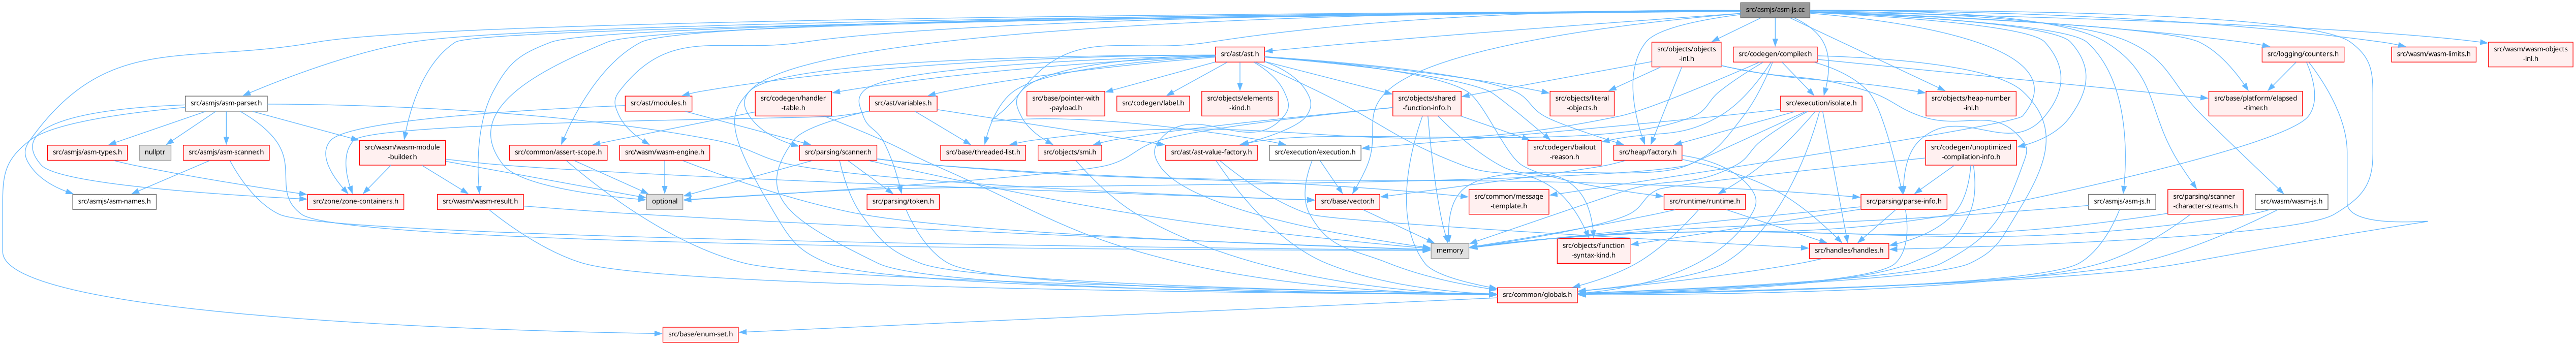 src/asmjs/asm-js.cc
src/objects/objects
-inl.h
src/ast/ast.h
src/codegen/compiler.h
src/logging/counters.h
src/wasm/wasm-limits.h
src/wasm/wasm-objects
-inl.h
src/asmjs/asm-parser.h
src/ast/modules.h
src/codegen/handler
-table.h
src/ast/variables.h
src/base/pointer-with
-payload.h
src/codegen/label.h
src/objects/elements
-kind.h
src/objects/shared
-function-info.h
src/objects/literal
-objects.h
src/execution/isolate.h
src/objects/heap-number
-inl.h
src/base/platform/elapsed
-timer.h
src/asmjs/asm-types.h
nullptr
src/asmjs/asm-scanner.h
src/wasm/wasm-module
-builder.h
src/common/assert-scope.h
src/wasm/wasm-engine.h
src/parsing/scanner.h
src/base/threaded-list.h
src/objects/smi.h
src/ast/ast-value-factory.h
src/execution/execution.h
src/codegen/bailout
-reason.h
src/heap/factory.h
src/codegen/unoptimized
-compilation-info.h
src/asmjs/asm-names.h
src/zone/zone-containers.h
src/wasm/wasm-result.h
optional
src/parsing/token.h
src/base/vector.h
src/common/message
-template.h
src/runtime/runtime.h
src/parsing/parse-info.h
src/asmjs/asm-js.h
src/parsing/scanner
-character-streams.h
src/wasm/wasm-js.h
memory
src/objects/function
-syntax-kind.h
src/handles/handles.h
src/common/globals.h
src/base/enum-set.h